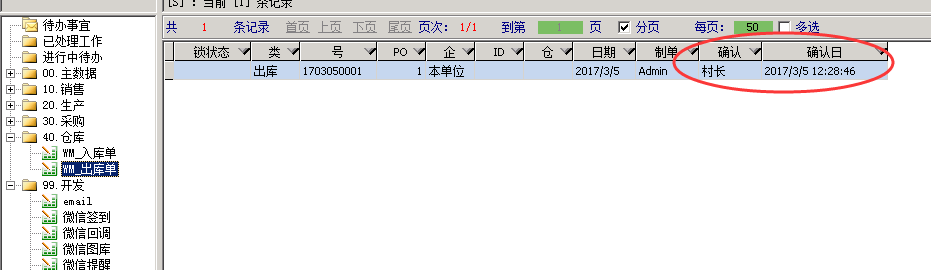 [S] : 当前 [1] 条记录
共 1 条记录 首页 上页 下页 尾页 页次: 1/1 到第 1 页 分页 每页: 50 多选
锁状态 类 号 PO 企 ID 仓 日期 制单 确认 确认日
出库 1703050001 1 本单位 2017/3/5 Admin 村长 2017/3/5 12:28:46
待办事宜
已处理工作
进行中待办
00.主数据
10.销售
20.生产
30.采购
40.仓库
WM_入库单
WM_出库单
99.开发
email
微信签到
微信回调
微信图库
微信提醒